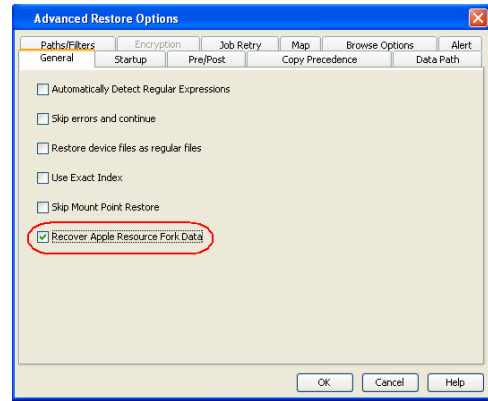 Advanced Restore Options
Paths/Filters Encryption Job Retry Map Browse Options Alert
General Startup Pre/Post Copy Precedence Data Path
Automatically Detect Regular Expressions
Skip errors and continue
Restore device files as regular files
Use Exact Index
Skip Mount Point Restore
Recover Apple Resource Fork Data
OK Cancel Help